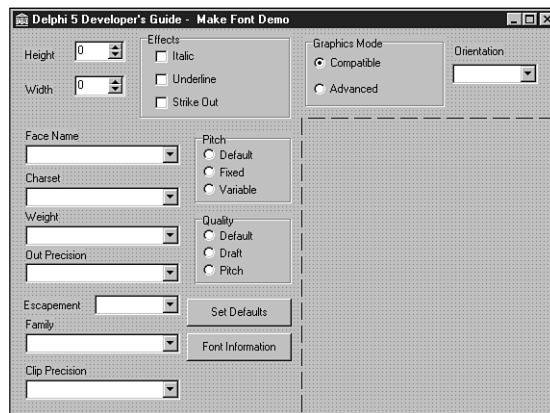 Delphi 5 Developer's Guide - Make Font Demo
Height
0
Width
0
Effects
Italic
Underline
Strike Out
Graphics Mode
Compatible
Advanced
Orientation
Face Name
Charset
Weight
Out Precision
Pitch
Default
Fixed
Variable
Quality
Default
Draft
Pitch
Escapement
Set Defaults
Family
Font Information
Clip Precision